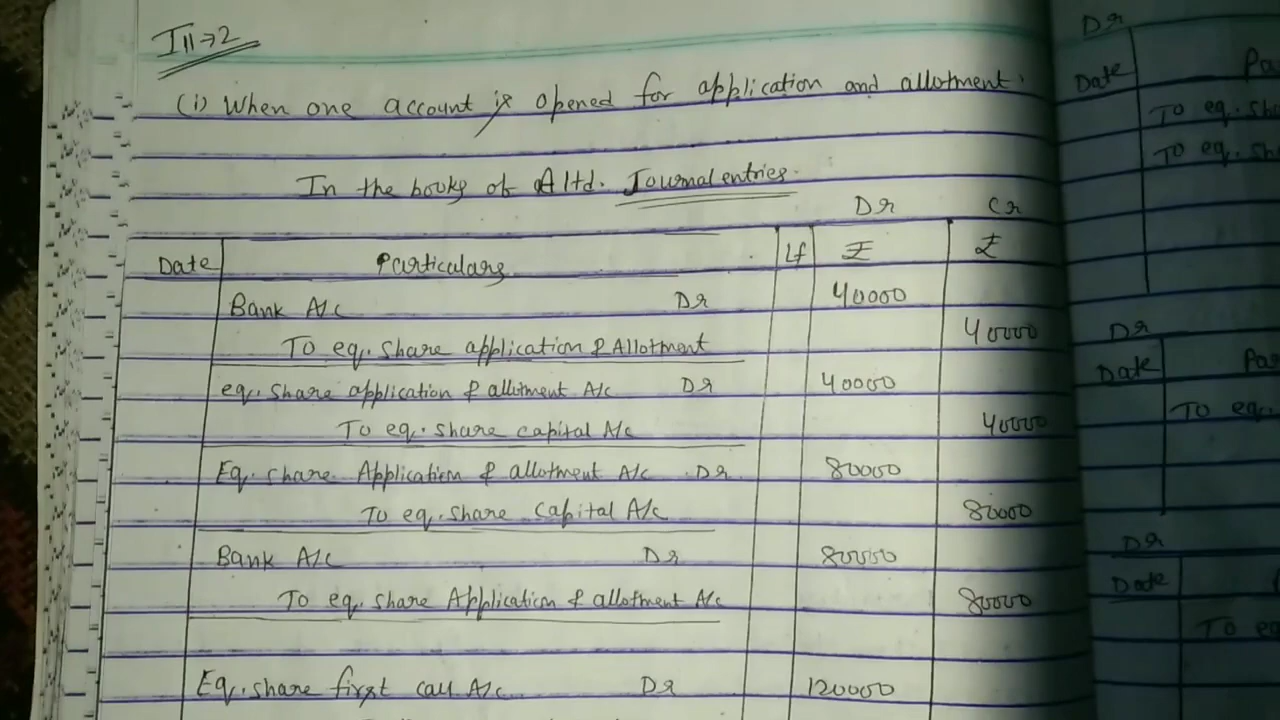 Ill→2
(i) When one account is opened for application and allotment.
In the books of A ltd. Journal entries.
Dr Cr
Date Particulars Lf ₹ ₹
Bank A/c Dr 40000
To eq. share application & Allotment 40000
eq. share application & allotment A/c Dr 40000
To eq. share capital A/c 40000
Eq. share Application & allotment A/c Dr 80000
To eq. share capital A/c 80000
Bank A/c Dr 80000
To eq. share Application & allotment A/c 80000
Eq. share first call A/c Dr 120000
Dr
Date
To eq.
To eq.
Dr
Date
To eq.
Dr
Date
To eq